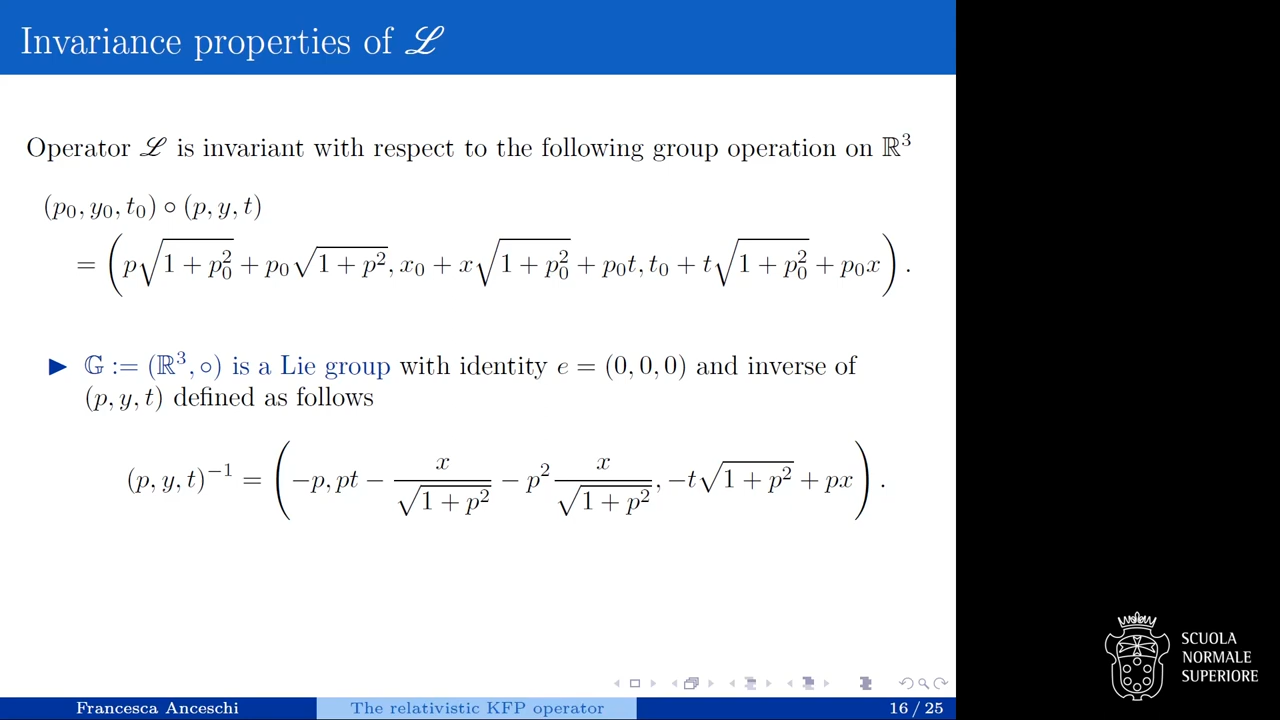 Invariance properties of ℒ
Operator ℒ is invariant with respect to the following group operation on ℝ³
(p₀, y₀, t₀) ∘ (p, y, t)
= (p√(1 + p₀²) + p₀√(1 + p²), x₀ + x√(1 + p₀²) + p₀t, t₀ + t√(1 + p₀²) + p₀x).
▶ 𝔾 := (ℝ³, ∘) is a Lie group with identity e = (0, 0, 0) and inverse of
(p, y, t) defined as follows
(p, y, t)⁻¹ = (−p, pt − x/√(1 + p²) − p² x/√(1 + p²), −t√(1 + p²) + px).
SCUOLA
NORMALE
SUPERIORE
Francesca Anceschi The relativistic KFP operator 16 / 25